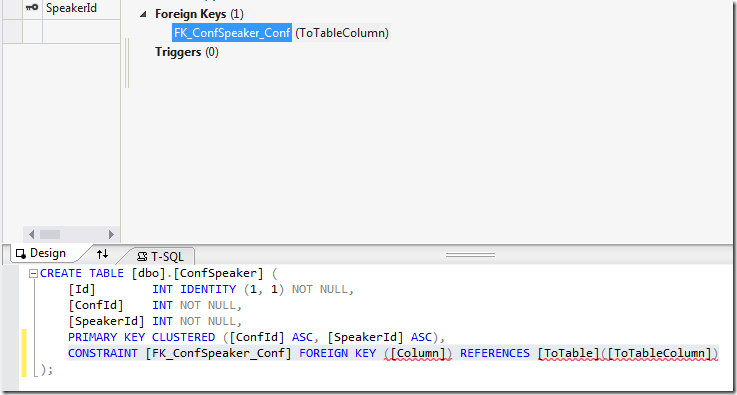 SpeakerId
Foreign Keys (1)
FK_ConfSpeaker_Conf (ToTableColumn)
Triggers (0)
Design
T-SQL
CREATE TABLE [dbo].[ConfSpeaker] (
[Id] INT IDENTITY (1, 1) NOT NULL,
[ConfId] INT NOT NULL,
[SpeakerId] INT NOT NULL,
PRIMARY KEY CLUSTERED ([ConfId] ASC, [SpeakerId] ASC),
CONSTRAINT [FK_ConfSpeaker_Conf] FOREIGN KEY ([Column]) REFERENCES [ToTable]([ToTableColumn])
);